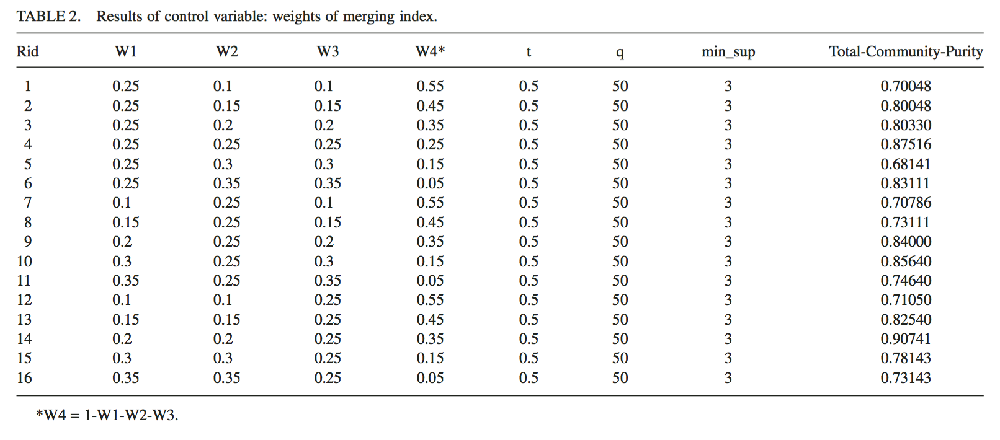 TABLE 2. Results of control variable: weights of merging index.
Rid W1 W2 W3 W4* t q min_sup Total-Community-Purity
1 0.25 0.1 0.1 0.55 0.5 50 3 0.70048
2 0.25 0.15 0.15 0.45 0.5 50 3 0.80048
3 0.25 0.2 0.2 0.35 0.5 50 3 0.80330
4 0.25 0.25 0.25 0.25 0.5 50 3 0.87516
5 0.25 0.3 0.3 0.15 0.5 50 3 0.68141
6 0.25 0.35 0.35 0.05 0.5 50 3 0.83111
7 0.1 0.25 0.1 0.55 0.5 50 3 0.70786
8 0.15 0.25 0.15 0.45 0.5 50 3 0.73111
9 0.2 0.25 0.2 0.35 0.5 50 3 0.84000
10 0.3 0.25 0.3 0.15 0.5 50 3 0.85640
11 0.35 0.25 0.35 0.05 0.5 50 3 0.74640
12 0.1 0.1 0.25 0.55 0.5 50 3 0.71050
13 0.15 0.15 0.25 0.45 0.5 50 3 0.82540
14 0.2 0.2 0.25 0.35 0.5 50 3 0.90741
15 0.3 0.3 0.25 0.15 0.5 50 3 0.78143
16 0.35 0.35 0.25 0.05 0.5 50 3 0.73143
*W4 = 1-W1-W2-W3.